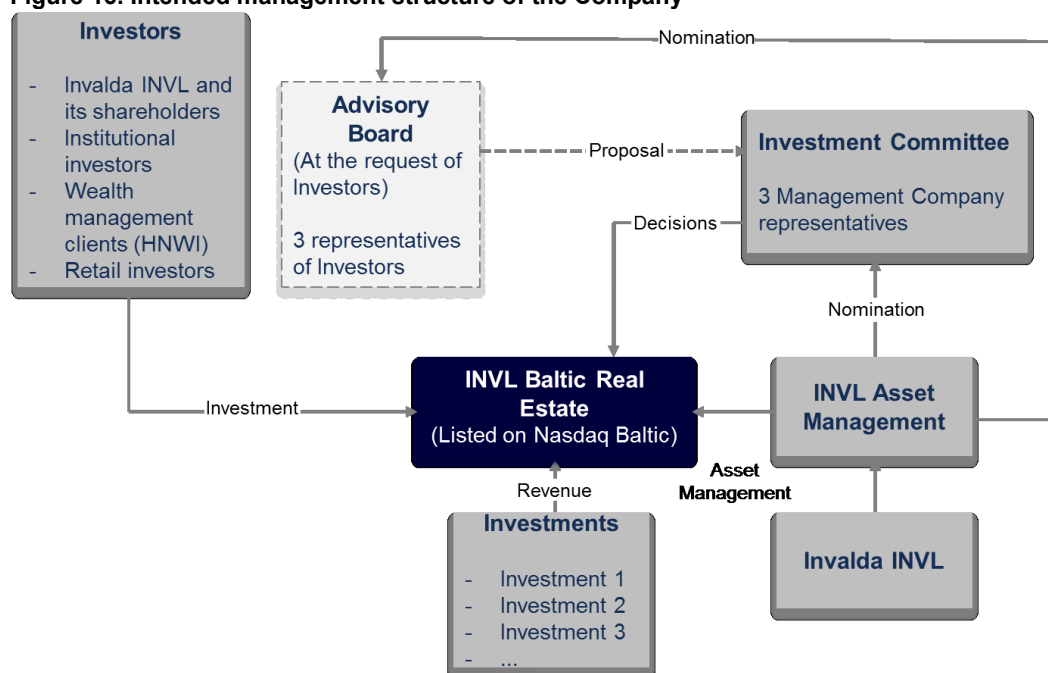 Figure 10: Intended management structure of the Company
Investors
- Invalda INVL and
its shareholders
- Institutional
investors
- Wealth
management
clients (HNWI)
- Retail investors
Nomination
Advisory
Board
(At the request of
Investors)
3 representatives
of Investors
Proposal
Investment Committee
3 Management Company
representatives
Decisions
Nomination
INVL Baltic Real
Estate
(Listed on Nasdaq Baltic)
Investment
INVL Asset
Management
Asset
Management
Revenue
Investments
- Investment 1
- Investment 2
- Investment 3
- ...
Invalda INVL